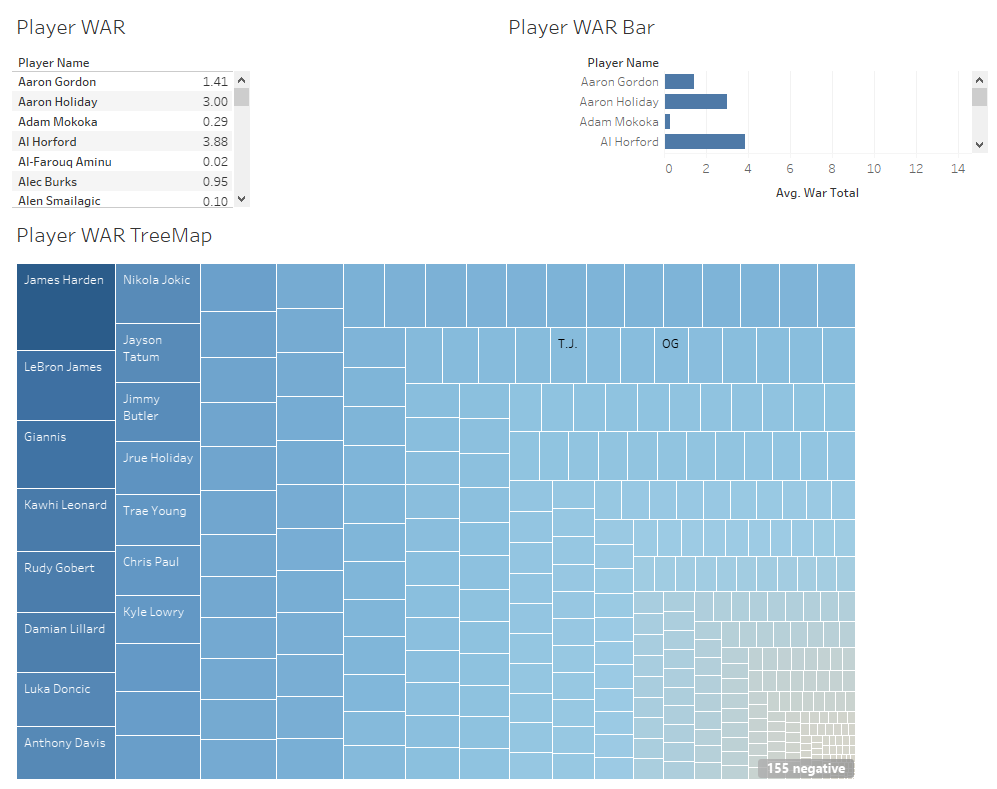 Player WAR
Player Name
Aaron Gordon 1.41
Aaron Holiday 3.00
Adam Mokoka 0.29
Al Horford 3.88
Al-Farouq Aminu 0.02
Alec Burks 0.95
Alen Smailagic 0.10
Player WAR Bar
Player Name
Aaron Gordon
Aaron Holiday
Adam Mokoka
Al Horford
0 2 4 6 8 10 12 14
Avg. War Total
Player WAR TreeMap
James Harden
LeBron James
Giannis
Kawhi Leonard
Rudy Gobert
Damian Lillard
Luka Doncic
Anthony Davis
Nikola Jokic
Jayson
Tatum
Jimmy
Butler
Jrue Holiday
Trae Young
Chris Paul
Kyle Lowry
T.J.
OG
155 negative